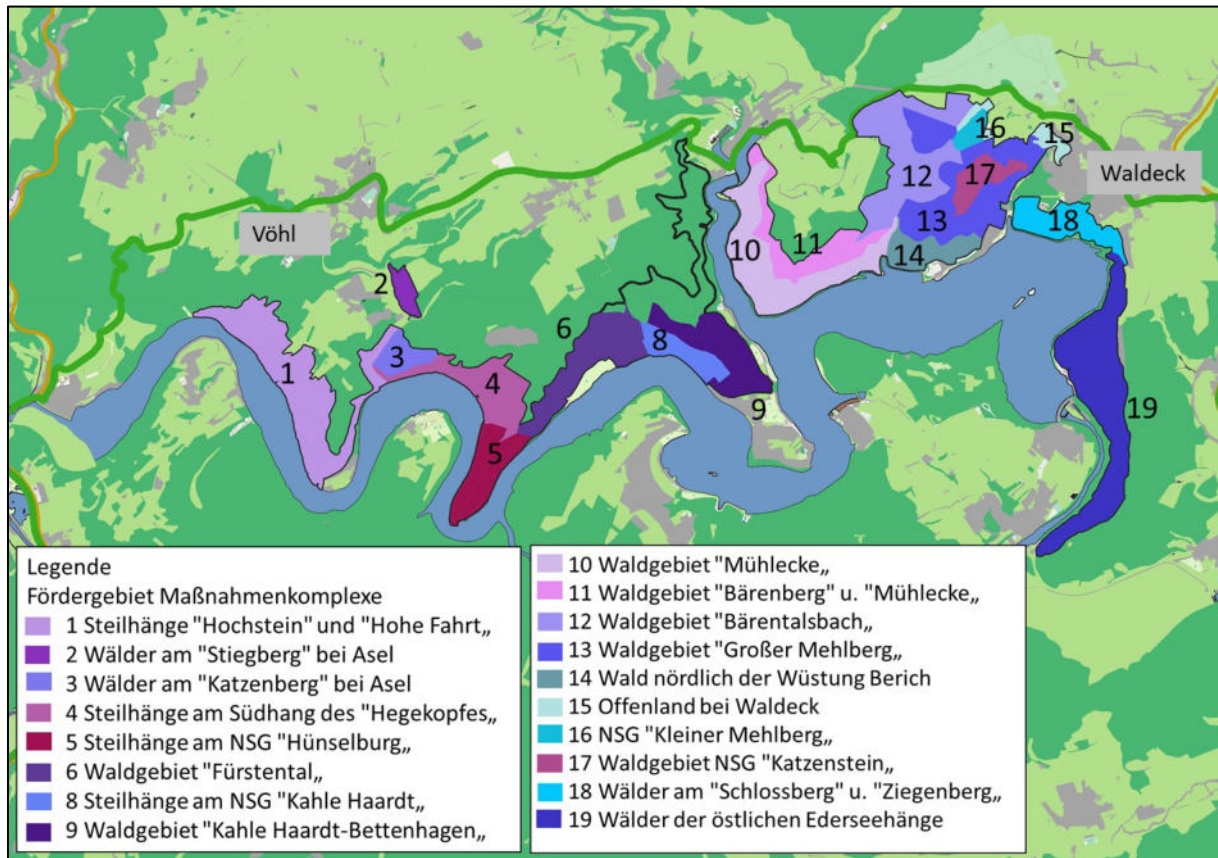 16
15
12
17
Waldeck
13
18
Vöhl
10
11
14
2
6
3
8
1
4
9
19
5
Legende
Fördergebiet Maßnahmenkomplexe
1 Steilhänge "Hochstein" und "Hohe Fahrt„
2 Wälder am "Stiegberg" bei Asel
3 Wälder am "Katzenberg" bei Asel
4 Steilhänge am Südhang des "Hegekopfes„
5 Steilhänge am NSG "Hünselburg„
6 Waldgebiet "Fürstental„
8 Steilhänge am NSG "Kahle Haardt„
9 Waldgebiet "Kahle Haardt-Bettenhagen„
10 Waldgebiet "Mühlecke„
11 Waldgebiet "Bärenberg" u. "Mühlecke„
12 Waldgebiet "Bärentalsbach„
13 Waldgebiet "Großer Mehlberg„
14 Wald nördlich der Wüstung Berich
15 Offenland bei Waldeck
16 NSG "Kleiner Mehlberg„
17 Waldgebiet NSG "Katzenstein„
18 Wälder am "Schlossberg" u. "Ziegenberg„
19 Wälder der östlichen Ederseehänge